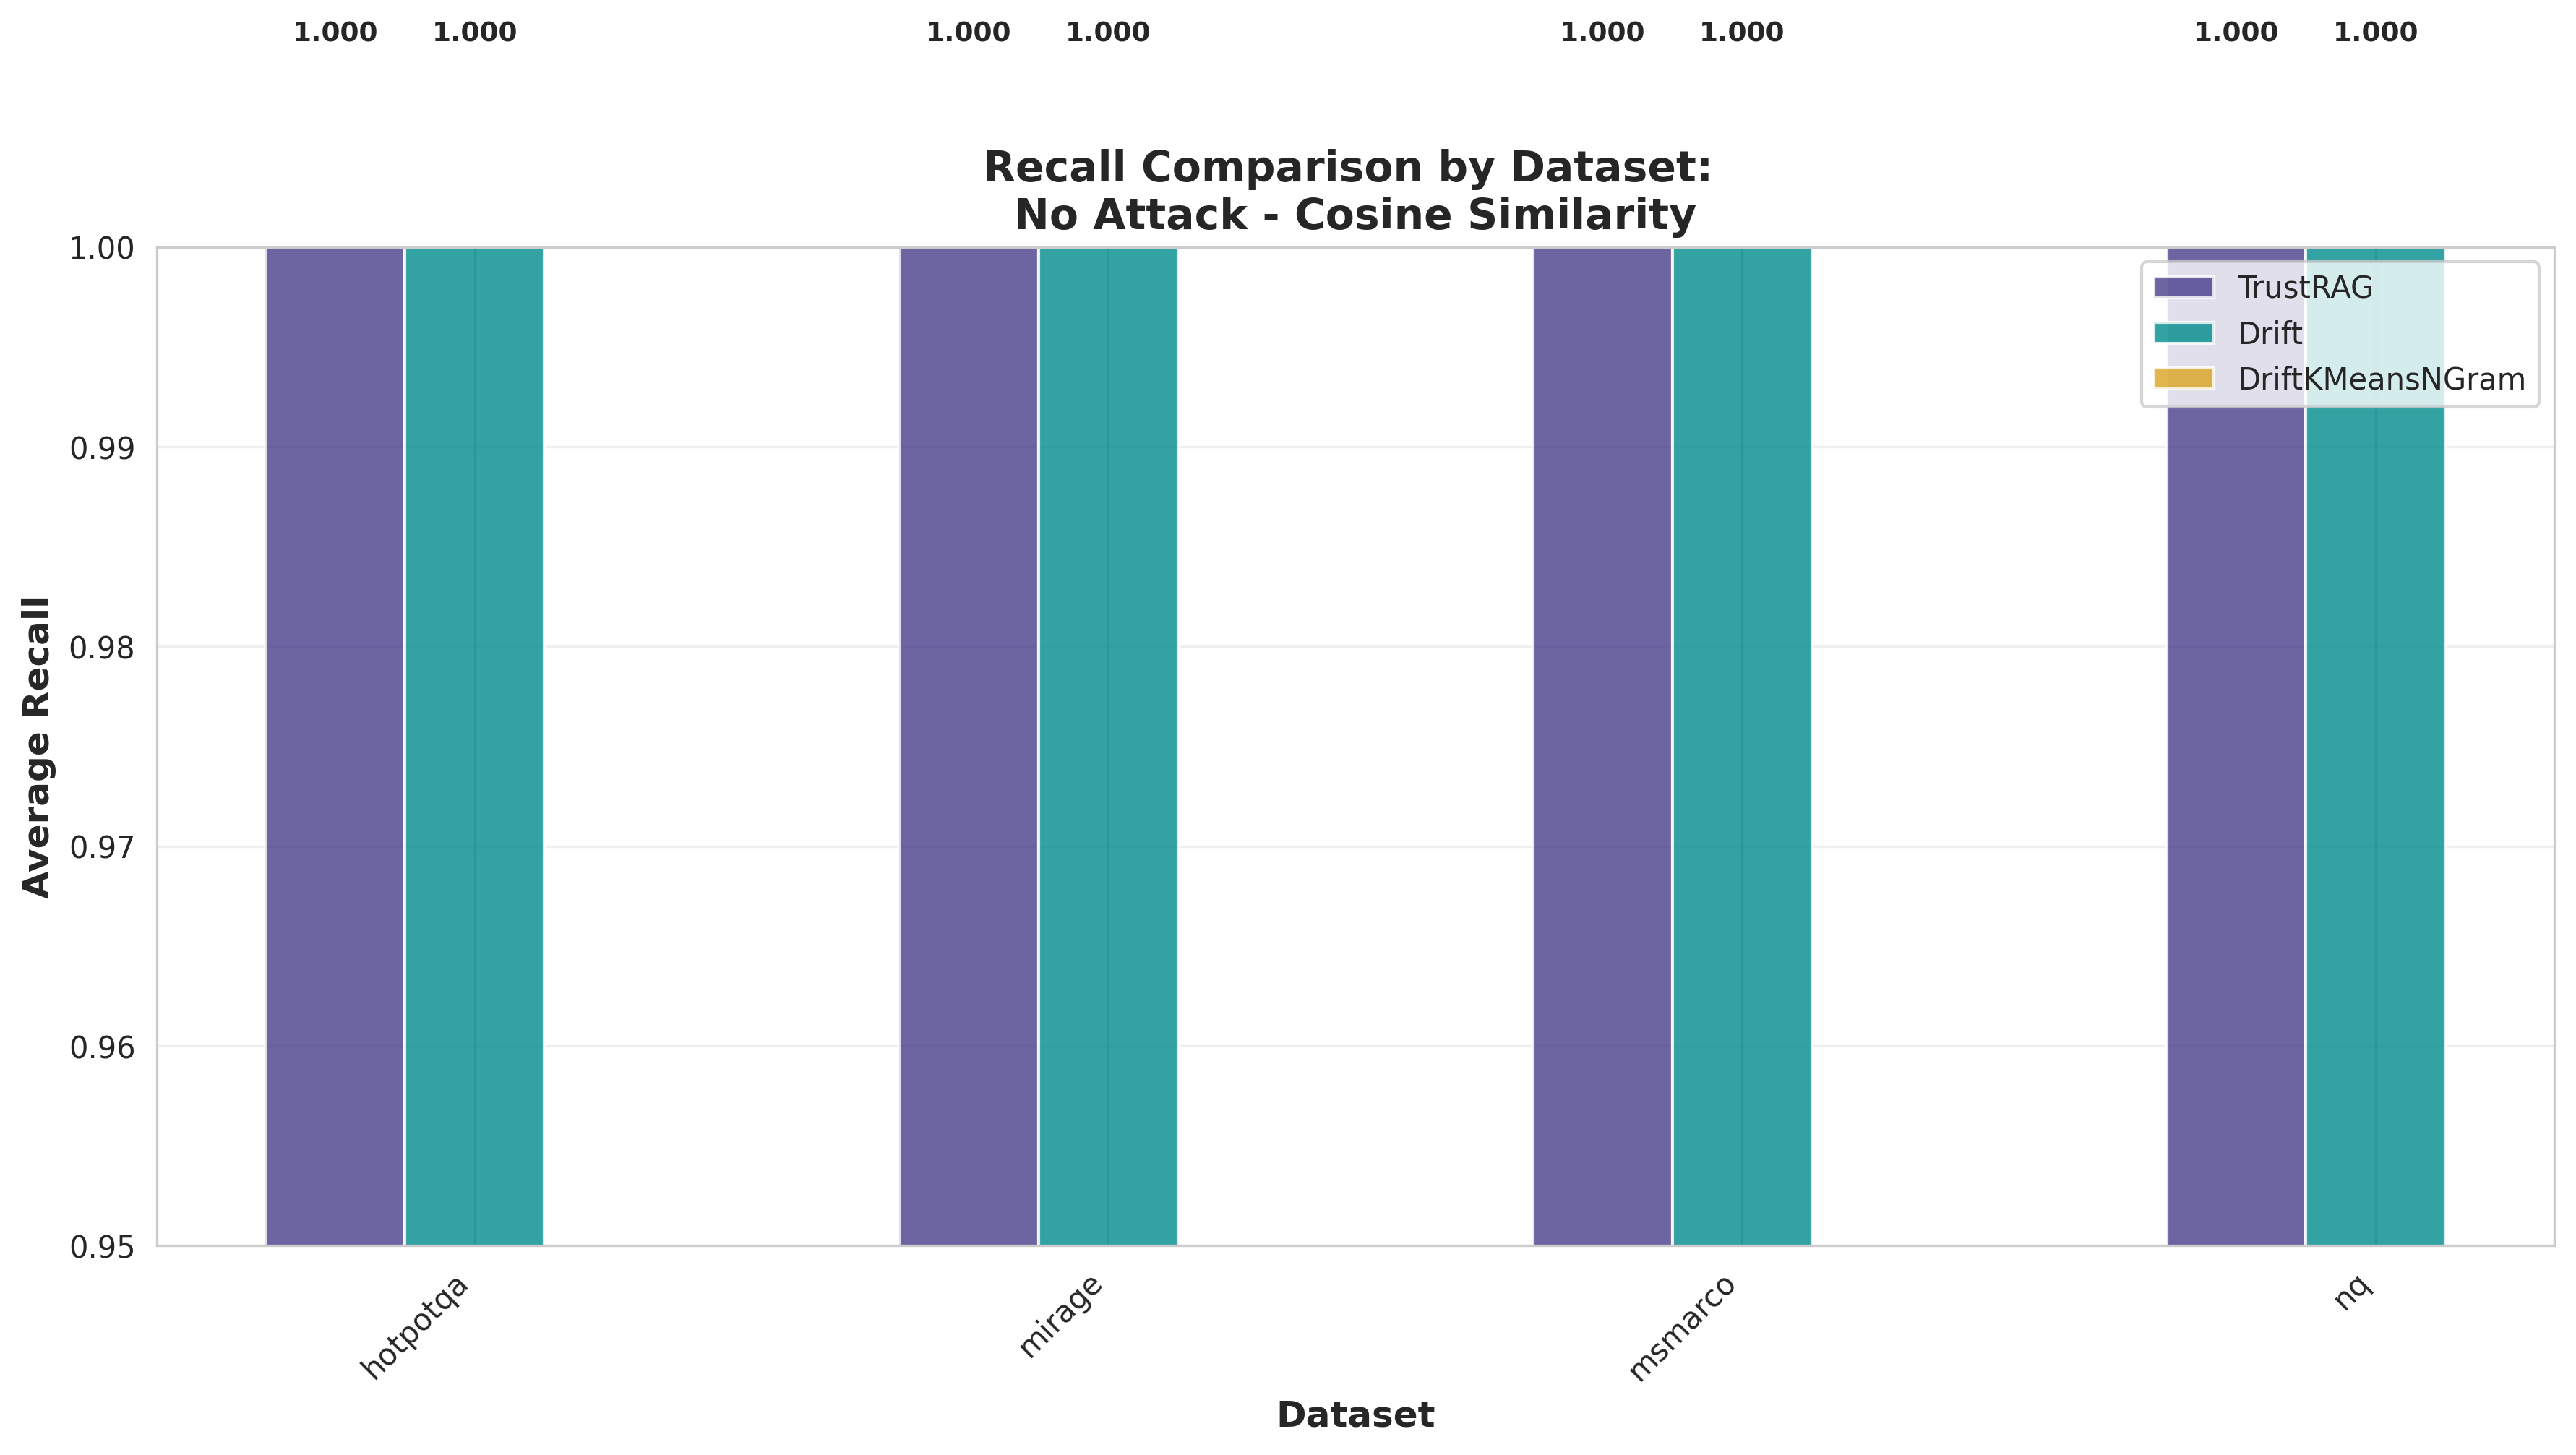 1.000 1.000 1.000 1.000 1.000 1.000 1.000 1.000
Recall Comparison by Dataset:
No Attack - Cosine Similarity
1.00
0.99
0.98
0.97
0.96
0.95
Average Recall
TrustRAG
Drift
DriftKMeansNGram
hotpotqa
mirage
msmarco
nq
Dataset